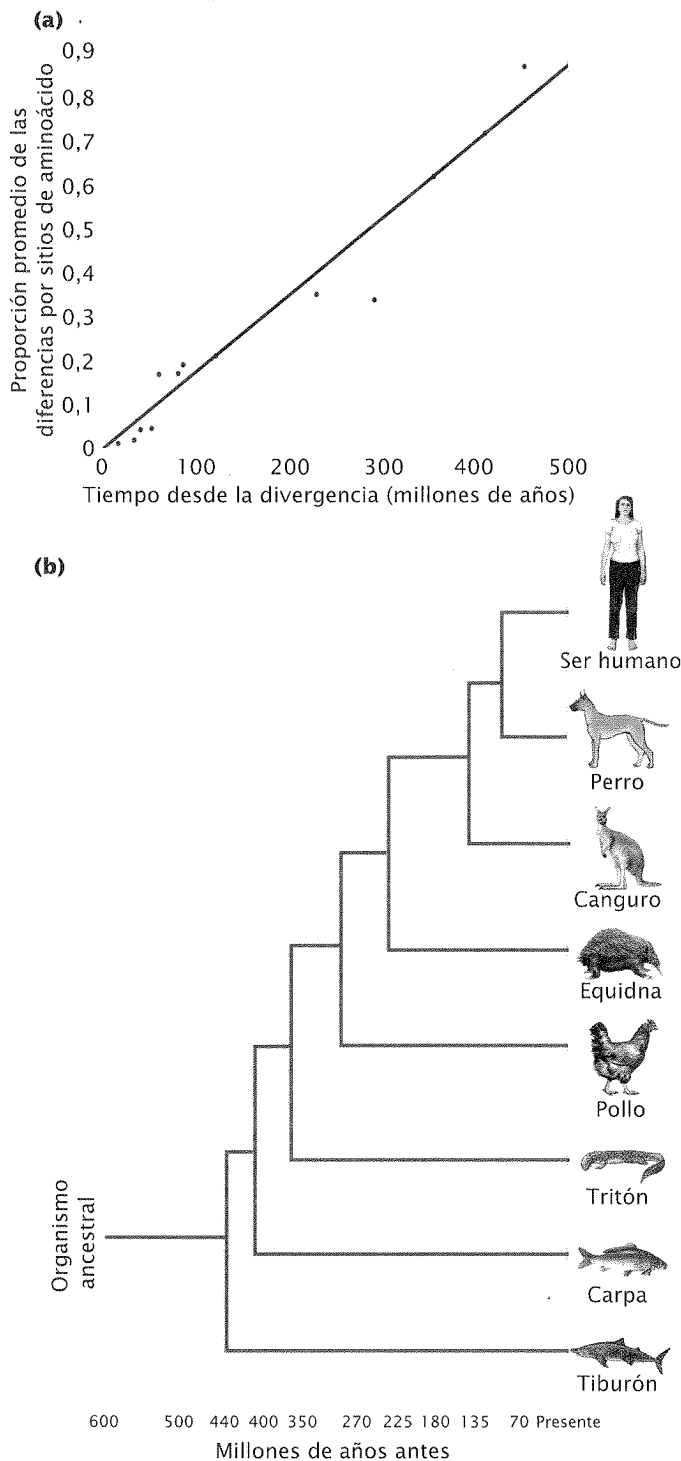 (a)
Proporción promedio de las
diferencias por sitios de aminoácido
0,9
0,8
0,7
0,6
0,5
0,4
0,3
0,2
0,1
0
0 100 200 300 400 500
Tiempo desde la divergencia (millones de años)
(b)
Ser humano
Perro
Canguro
Equidna
Pollo
Tritón
Carpa
Tiburón
Organismo
ancestral
600 500 440 400 350 270 225 180 135 70 Presente
Millones de años antes